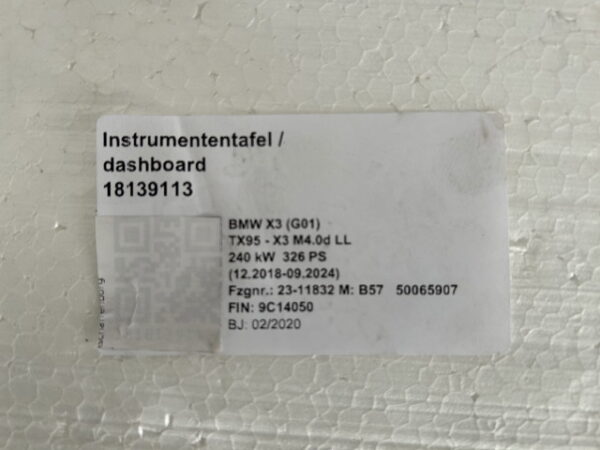 Instrumententafel /
dashboard
18139113
BMW X3 (G01)
TX95 - X3 M4.0d LL
240 kW 326 PS
(12.2018-09.2024)
Fzgnr.: 23-11832 M: B57 50065907
FIN: 9C14050
BJ: 02/2020